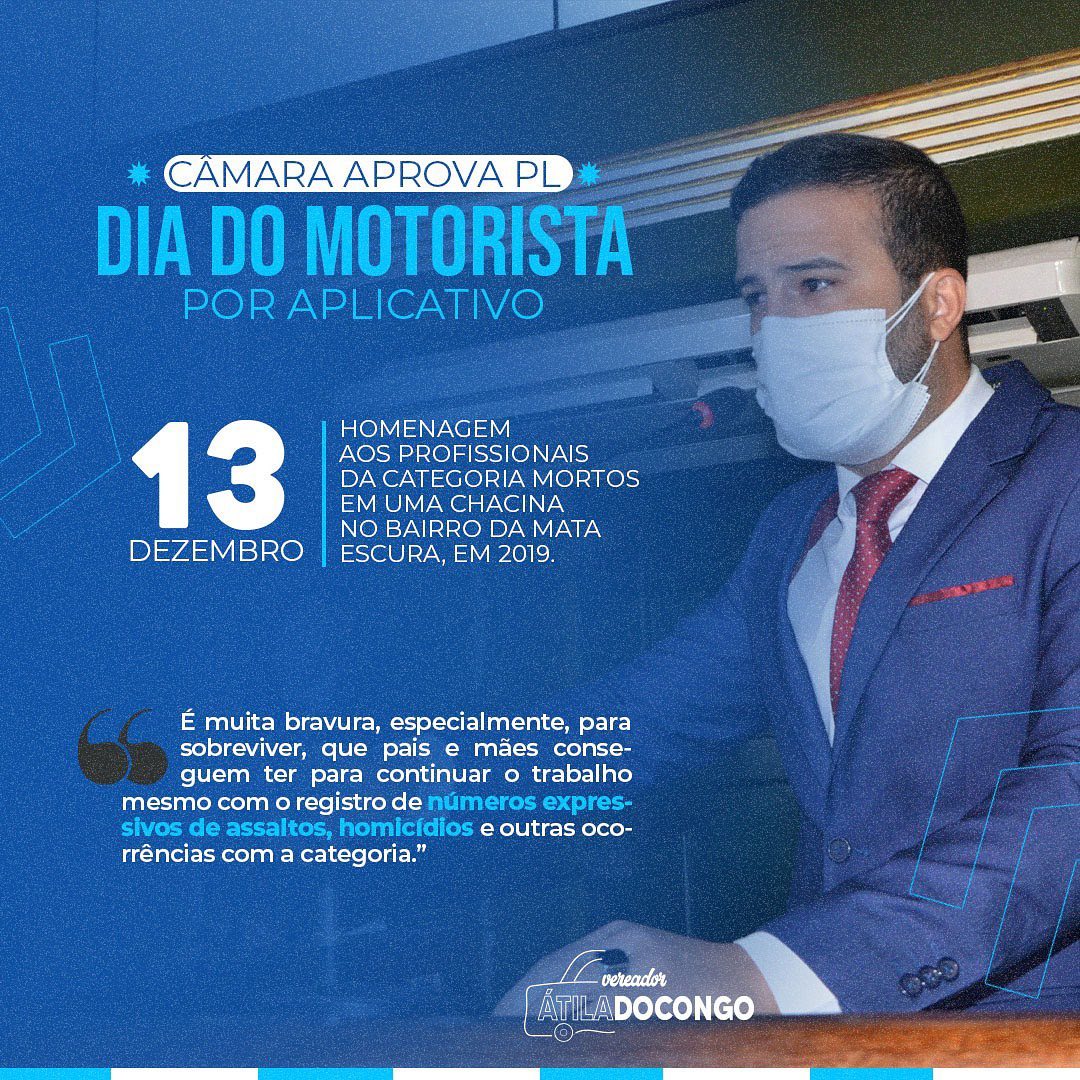 CÂMARA APROVA PL
DIA DO MOTORISTA
POR APLICATIVO
13
DEZEMBRO
HOMENAGEM
AOS PROFISSIONAIS
DA CATEGORIA MORTOS
EM UMA CHACINA
NO BAIRRO DA MATA
ESCURA, EM 2019.
“ É muita bravura, especialmente, para
sobreviver, que pais e mães conse-
guem ter para continuar o trabalho
mesmo com o registro de números expres-
sivos de assaltos, homicídios e outras oco-
rrências com a categoria.”
vereador
ÁTILADOCONGO